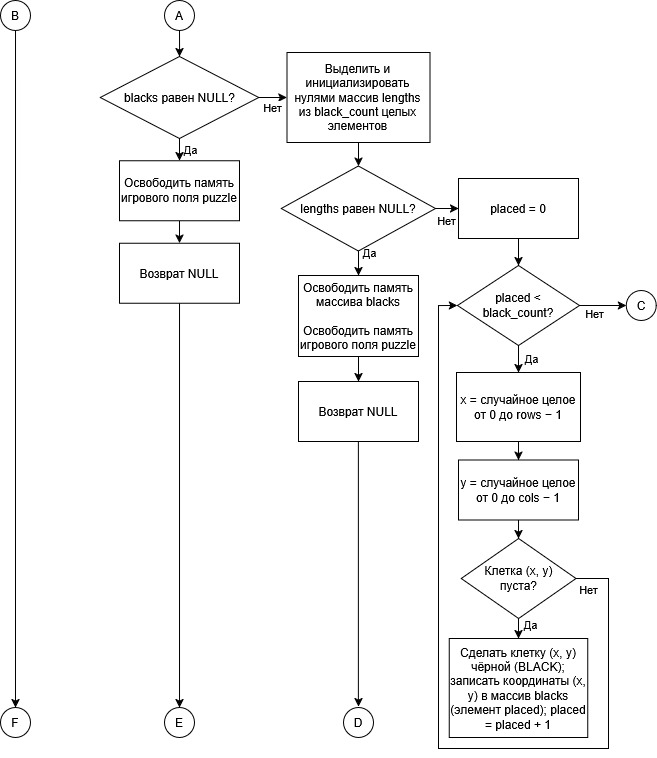 B
A
blacks равен NULL?
Нет
Да
Выделить и
инициализировать
нулями массив lengths
из black_count целых
элементов
Освободить память
игрового поля puzzle
Возврат NULL
lengths равен NULL?
Нет
Да
placed = 0
Освободить память
массива blacks
Освободить память
игрового поля puzzle
Возврат NULL
placed <
black_count?
Нет
C
Да
x = случайное целое
от 0 до rows − 1
y = случайное целое
от 0 до cols − 1
Клетка (x, y)
пуста?
Нет
Да
Сделать клетку (x, y)
чёрной (BLACK);
записать координаты (x,
y) в массив blacks
(элемент placed); placed
= placed + 1
F
E
D